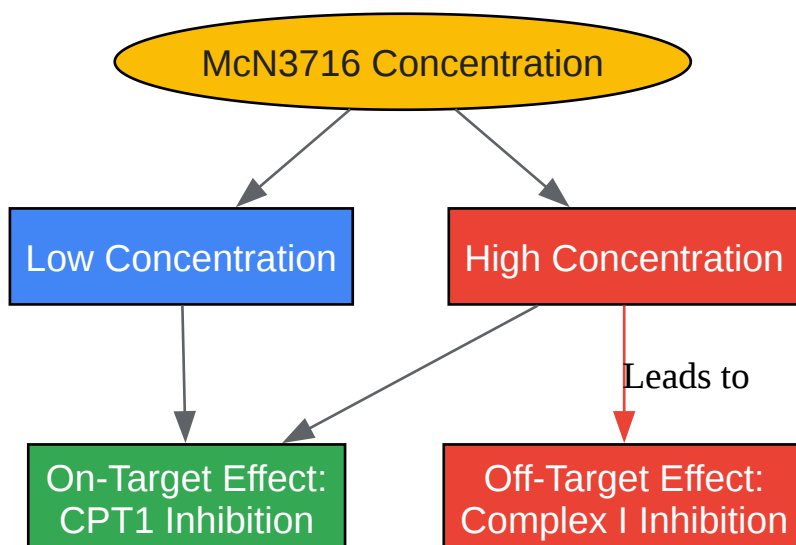 McN3716 Concentration
Low Concentration
High Concentration
Leads to
On-Target Effect:
CPT1 Inhibition
Off-Target Effect:
Complex I Inhibition